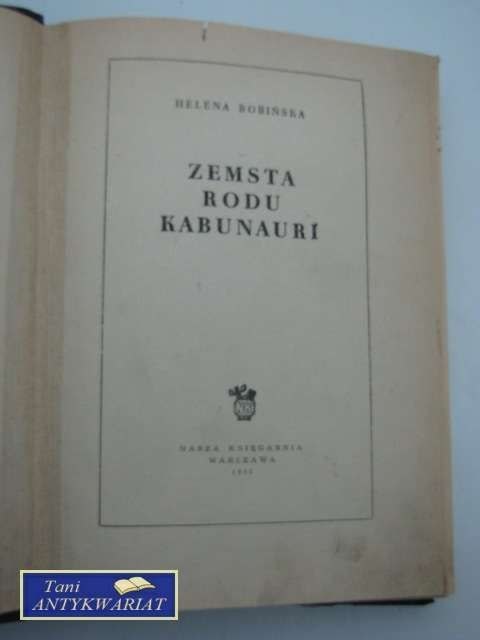 HELENA BOBIŃSKA
ZEMSTA
RODU
KABUNAURI
NASZA KSIĘGARNIA
WARSZAWA
Tani
ANTYKWARIAT